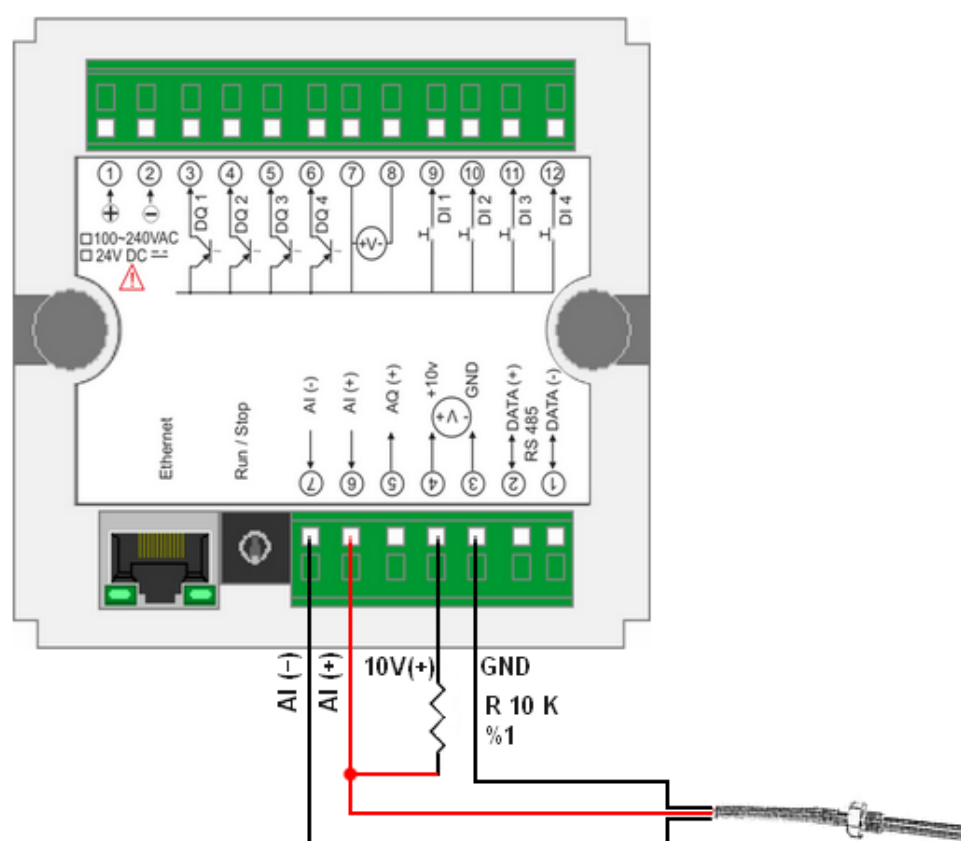 1 2 3 4 5 6 7 8 9 10 11 12
DQ 1
DQ 2
DQ 3
DQ 4
+V-
DI 1
DI 2
DI 3
DI 4
+
−
100~240VAC
24V DC
!
Ethernet
Run / Stop
AI (-)
AI (+)
AQ (+)
+10v
GND
+V-
DATA (+)
RS 485
DATA (-)
7 6 5 4 3 2 1
AI (-)
AI (+)
10V(+)
GND
R 10 K
%1